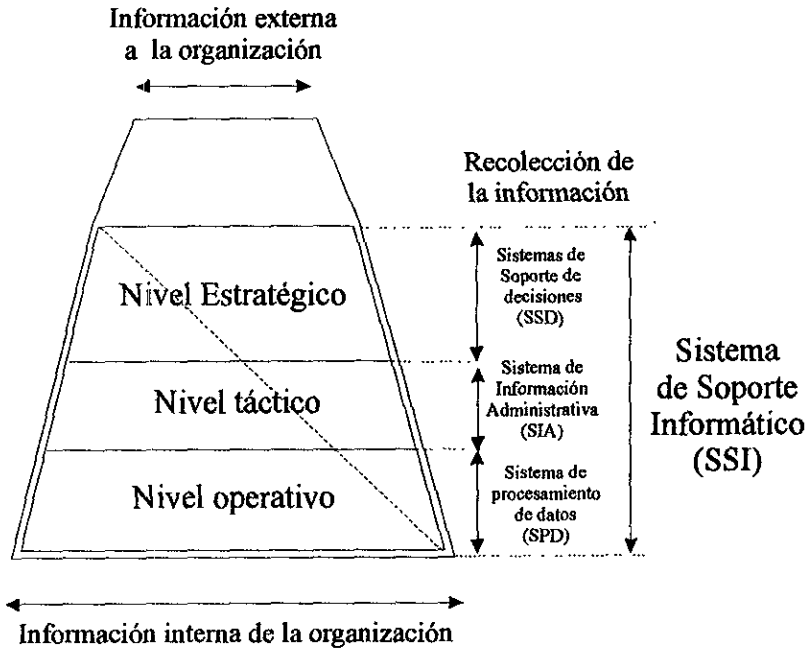 Información externa
a la organización
Recolección de
la información
Nivel Estratégico
Sistemas de
Soporte de
decisiones
(SSD)
Nivel táctico
Sistema de
Información
Administrativa
(SIA)
Nivel operativo
Sistema de
procesamiento
de datos
(SPD)
Sistema
de Soporte
Informático
(SSI)
Información interna de la organización